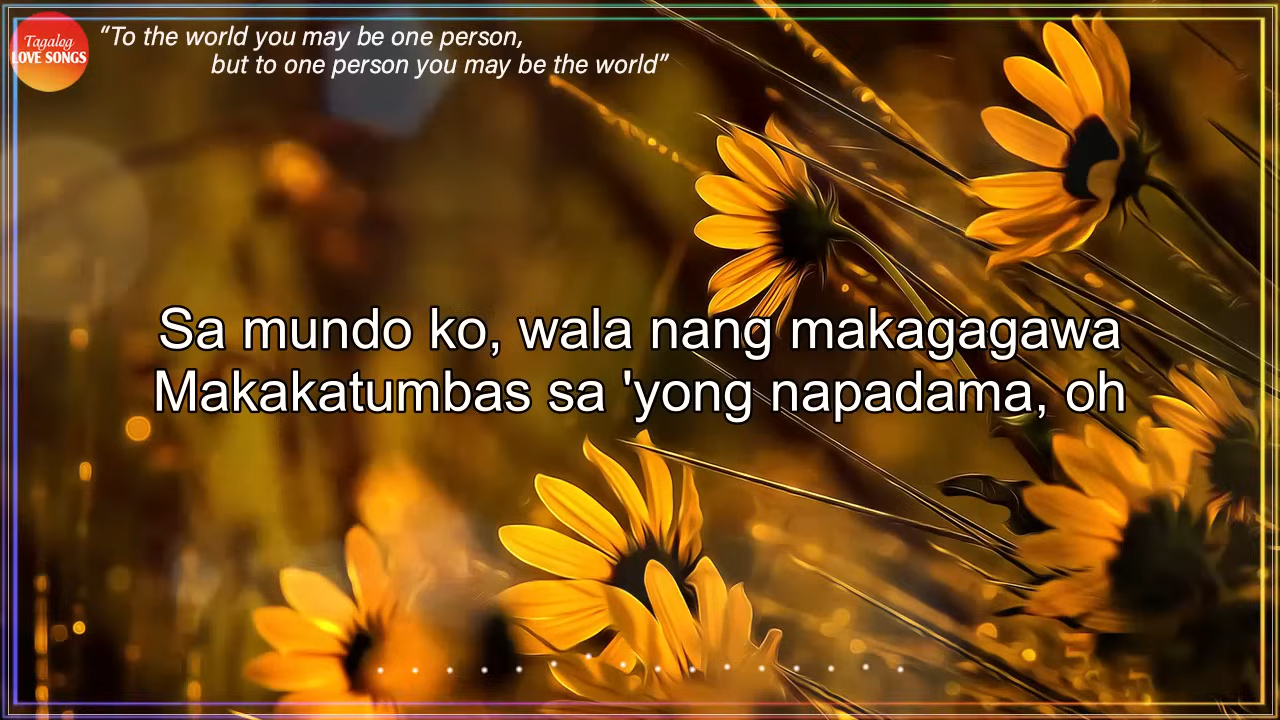 Tagalog
LOVE SONGS
“To the world you may be one person,
but to one person you may be the world”
Sa mundo ko, wala nang makagagawa
Makakatumbas sa 'yong napadama, oh